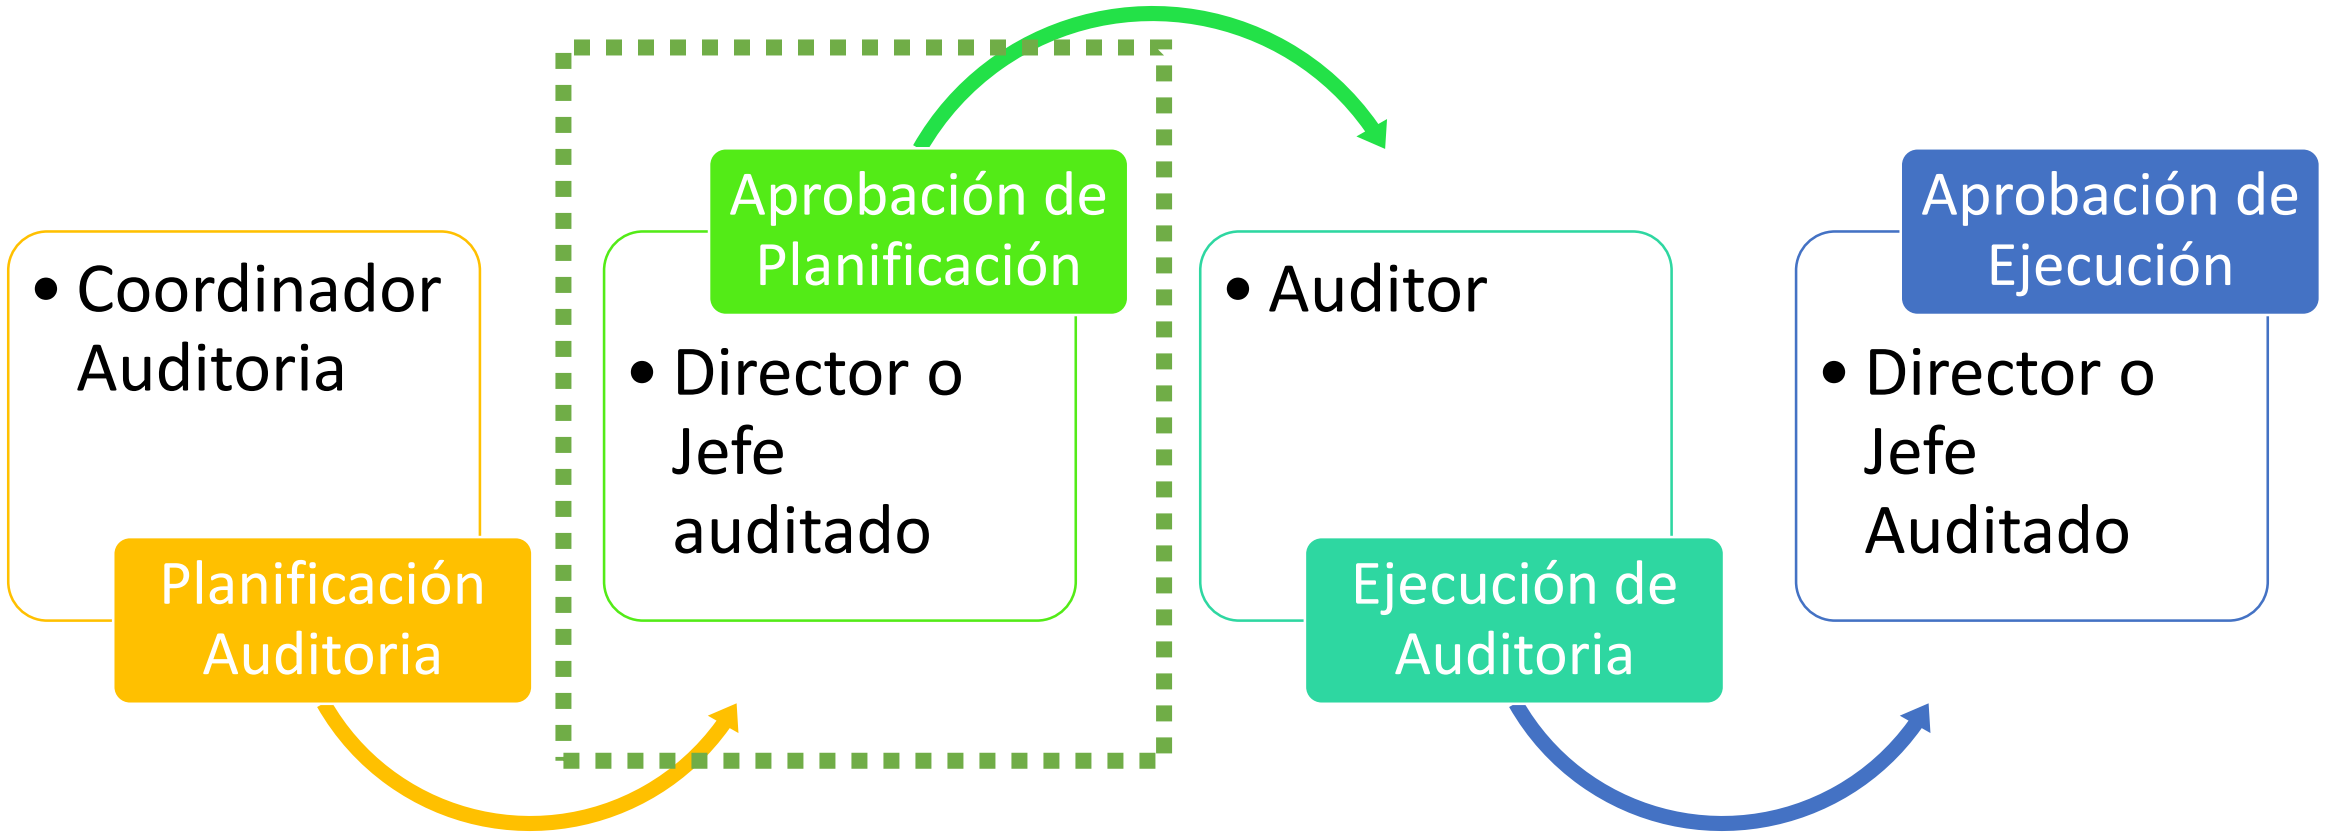 • Coordinador
Auditoria
Planificación
Auditoria
Aprobación de
Planificación
• Director o
Jefe
auditado
• Auditor
Ejecución de
Auditoria
Aprobación de
Ejecución
• Director o
Jefe
Auditado